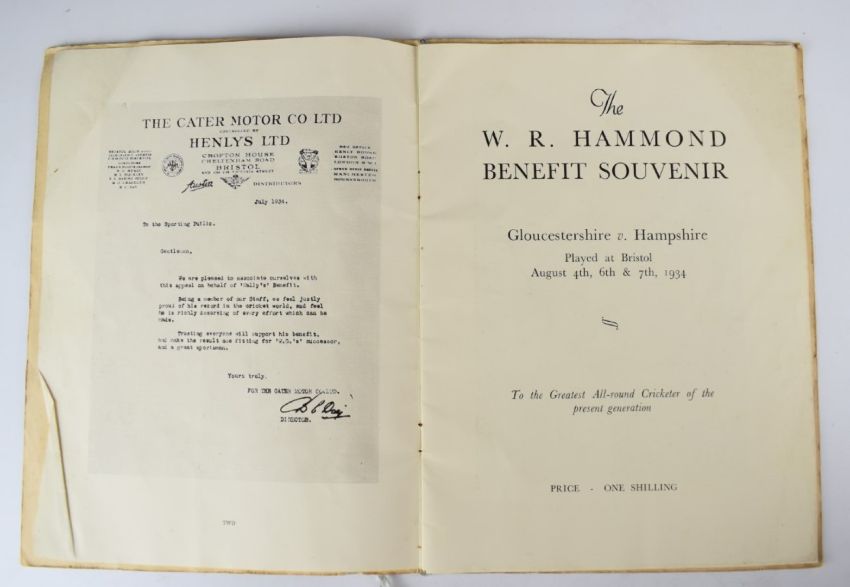 THE CATER MOTOR CO LTD
CONTROLLED BY
HENLYS LTD
CROFTON HOUSE
CHELTENHAM ROAD
BRISTOL
Austin DISTRIBUTORS
July 1934.
To the Sporting Public.
Gentlemen,
We are pleased to associate ourselves with
this appeal on behalf of 'Wally's' Benefit.
Being a member of our Staff, we feel justly
proud of his record in the cricket world, and feel
he is richly deserving of every effort which can be
made.
Trusting everyone will support his benefit,
and make the result one fitting for 'W.G.'s' successor,
and a great sportsman.
Yours truly,
FOR THE CATER MOTOR CO.LTD.
DIRECTOR.
TWO
The
W. R. HAMMOND
BENEFIT SOUVENIR
Gloucestershire v. Hampshire
Played at Bristol
August 4th, 6th & 7th, 1934
To the Greatest All-round Cricketer of the
present generation
PRICE - ONE SHILLING